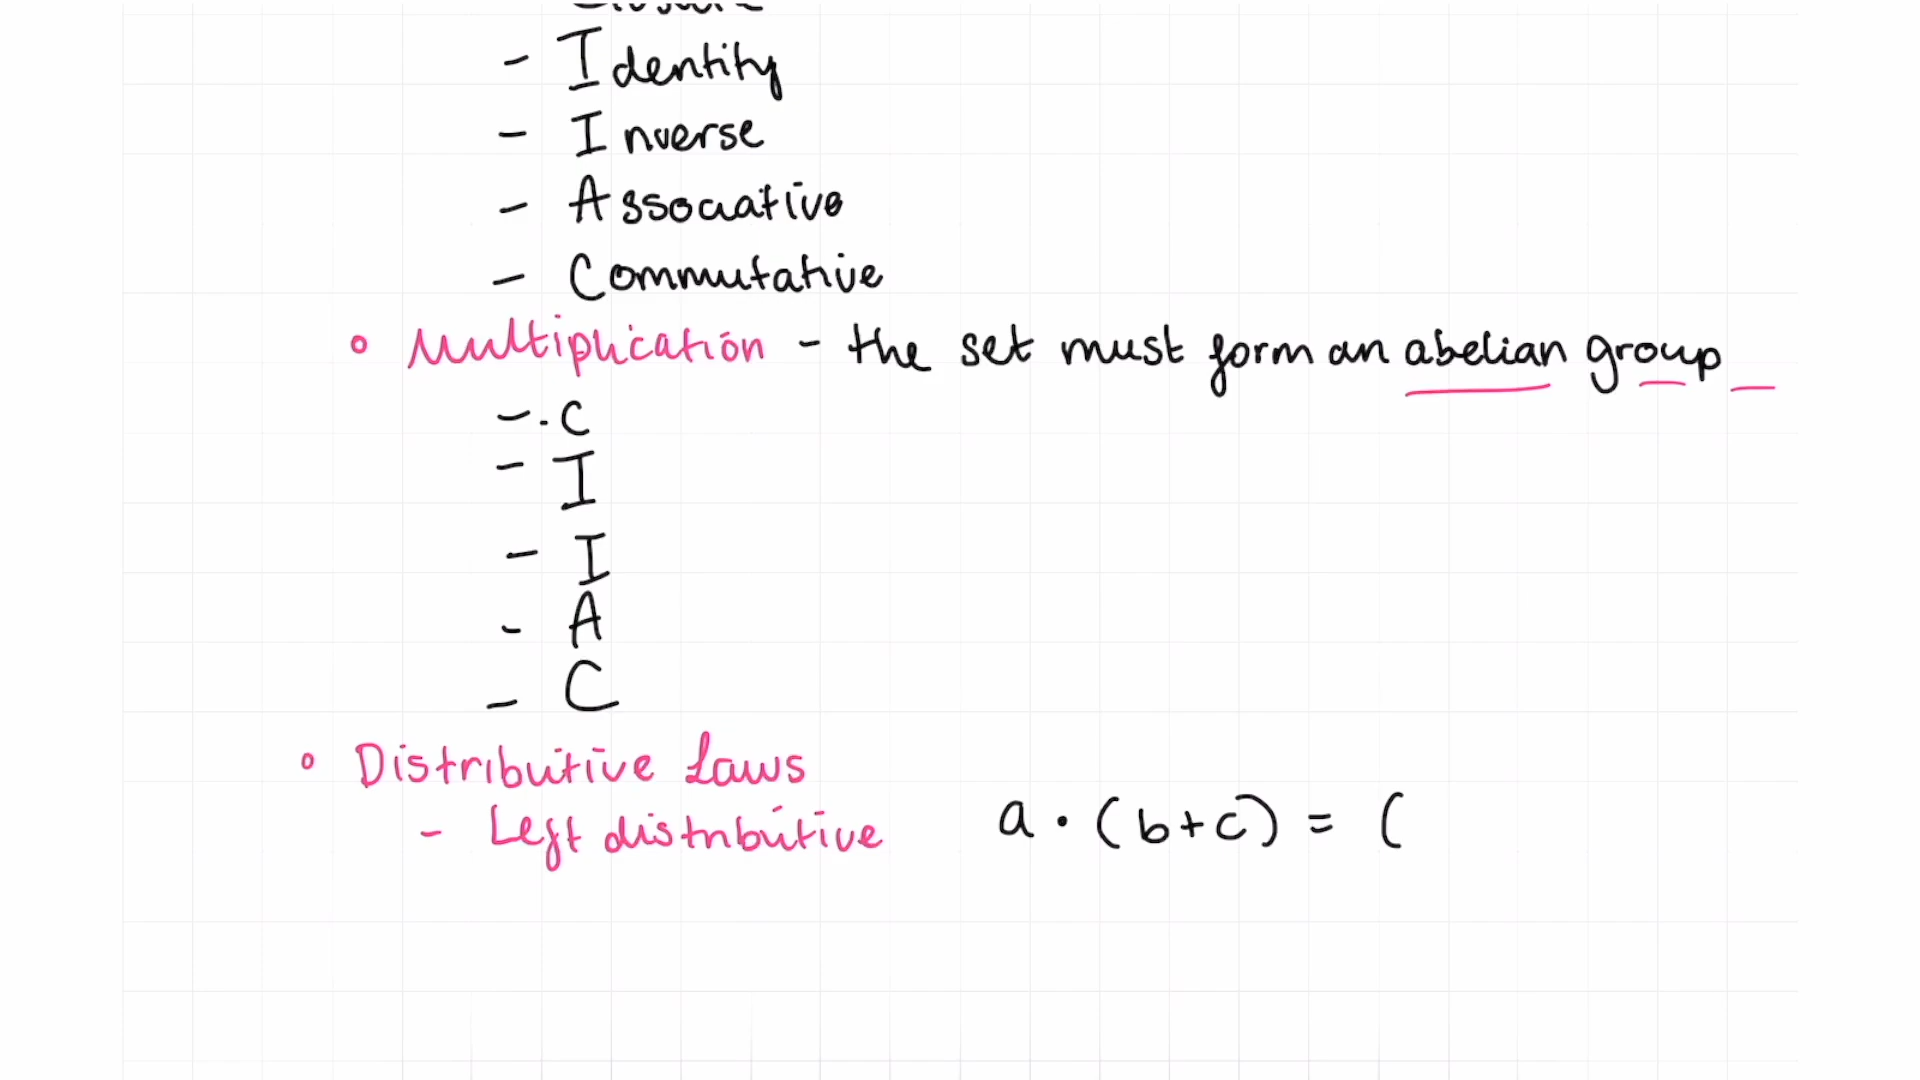 - Identity
- Inverse
- Associative
- Commutative
o Multiplication - the set must form an abelian group
- . C
- I
- I
- A
- C
o Distributive Laws
- Left distributive a · (b+c) = (